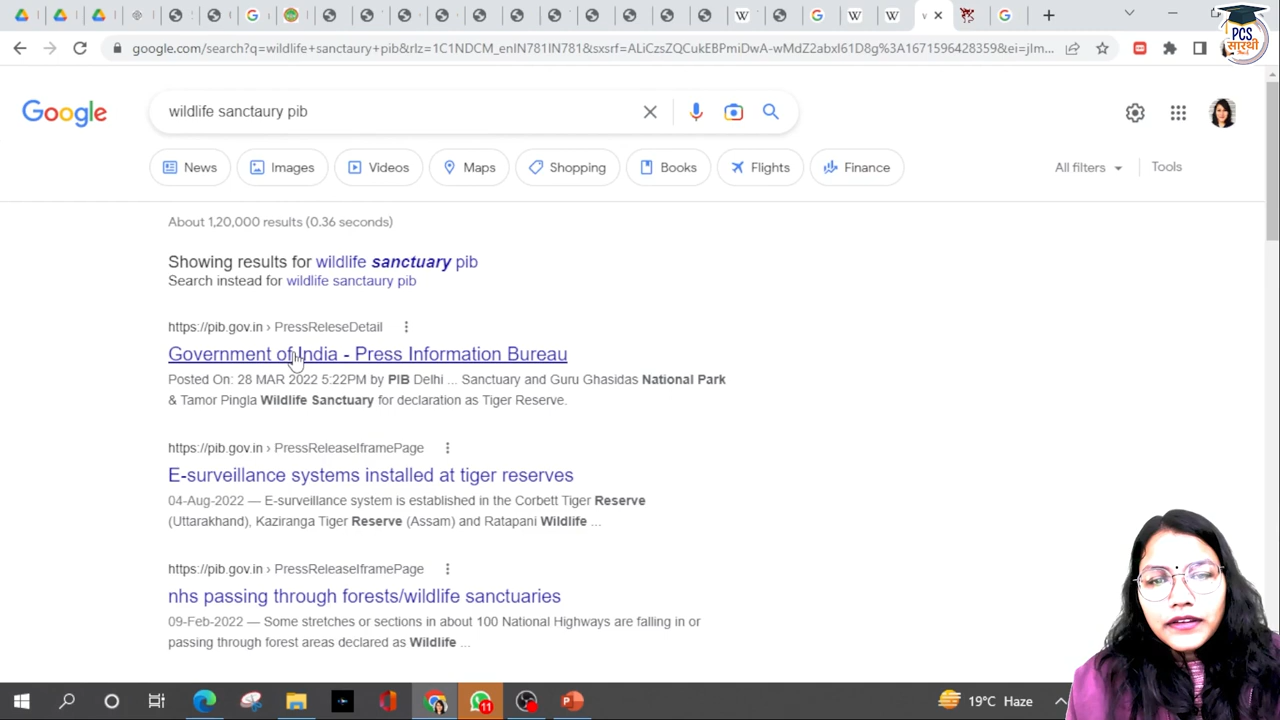 PCS
सारथी
google.com/search?q=wildlife+sanctaury+pib&rlz=1C1NDCM_enIN781IN781&sxsrf=ALiCzsZQCukEBPmiDwA-wMdZ2abxI61D8g%3A1671596428359&ei=jlm...
Google
wildlife sanctaury pib
News Images Videos Maps Shopping Books Flights Finance All filters Tools
About 1,20,000 results (0.36 seconds)
Showing results for wildlife sanctuary pib
Search instead for wildlife sanctaury pib
https://pib.gov.in › PressReleseDetail
Government of India - Press Information Bureau
Posted On: 28 MAR 2022 5:22PM by PIB Delhi ... Sanctuary and Guru Ghasidas National Park
& Tamor Pingla Wildlife Sanctuary for declaration as Tiger Reserve.
https://pib.gov.in › PressReleaseIframePage
E-surveillance systems installed at tiger reserves
04-Aug-2022 — E-surveillance system is established in the Corbett Tiger Reserve
(Uttarakhand), Kaziranga Tiger Reserve (Assam) and Ratapani Wildlife ...
https://pib.gov.in › PressReleaseIframePage
nhs passing through forests/wildlife sanctuaries
09-Feb-2022 — Some stretches or sections in about 100 National Highways are falling in or
passing through forest areas declared as Wildlife ...
11
19°C Haze